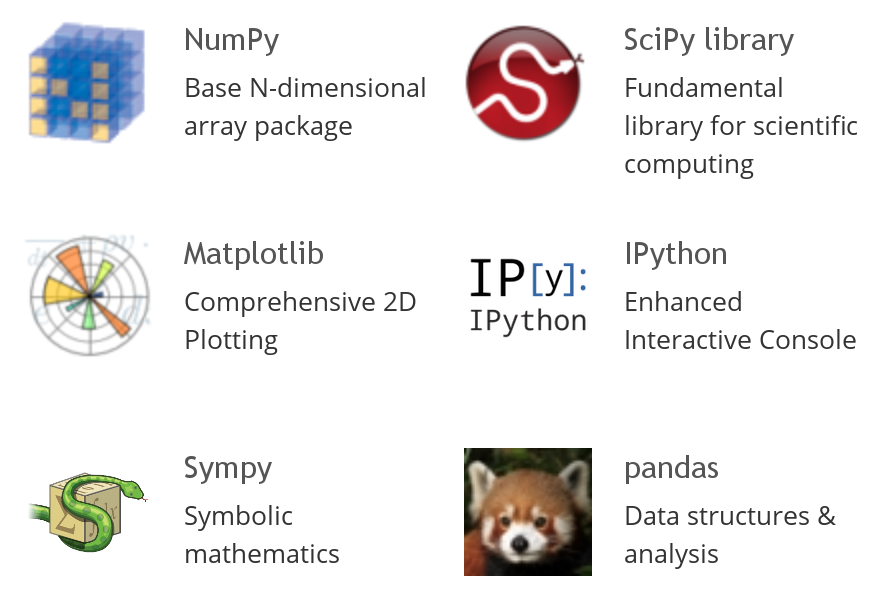 NumPy
Base N-dimensional
array package
SciPy library
Fundamental
library for scientific
computing
Matplotlib
Comprehensive 2D
Plotting
IP[y]:
IPython
IPython
Enhanced
Interactive Console
Sympy
Symbolic
mathematics
pandas
Data structures &
analysis